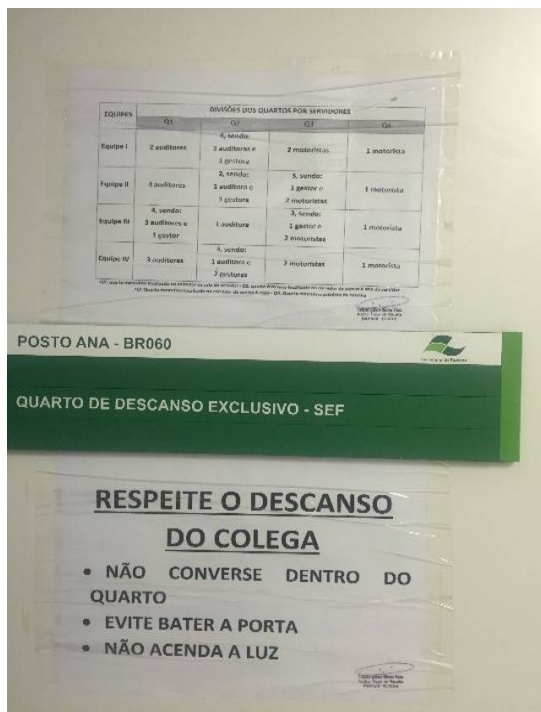 EQUIPES
DIVISÕES DOS QUARTOS POR SERVIDORES
Q1 Q2 Q3 Q4
Equipe I
2 auditores
4, sendo:
3 auditoras e
1 gestora
2 motoristas
1 motorista
Equipe II
4 auditores
2, sendo:
1 auditora e
1 gestora
3, sendo:
1 gestor e
2 motoristas
1 motorista
Equipe III
4, sendo:
3 auditores e
1 gestor
1 auditora
3, sendo:
1 gestor e
2 motoristas
1 motorista
Equipe IV
3 auditores
3, sendo:
1 auditora e
2 gestoras
2 motoristas
1 motorista
POSTO ANA - BR060
QUARTO DE DESCANSO EXCLUSIVO - SEF
RESPEITE O DESCANSO
DO COLEGA
• NÃO CONVERSE DENTRO DO
QUARTO
• EVITE BATER A PORTA
• NÃO ACENDA A LUZ